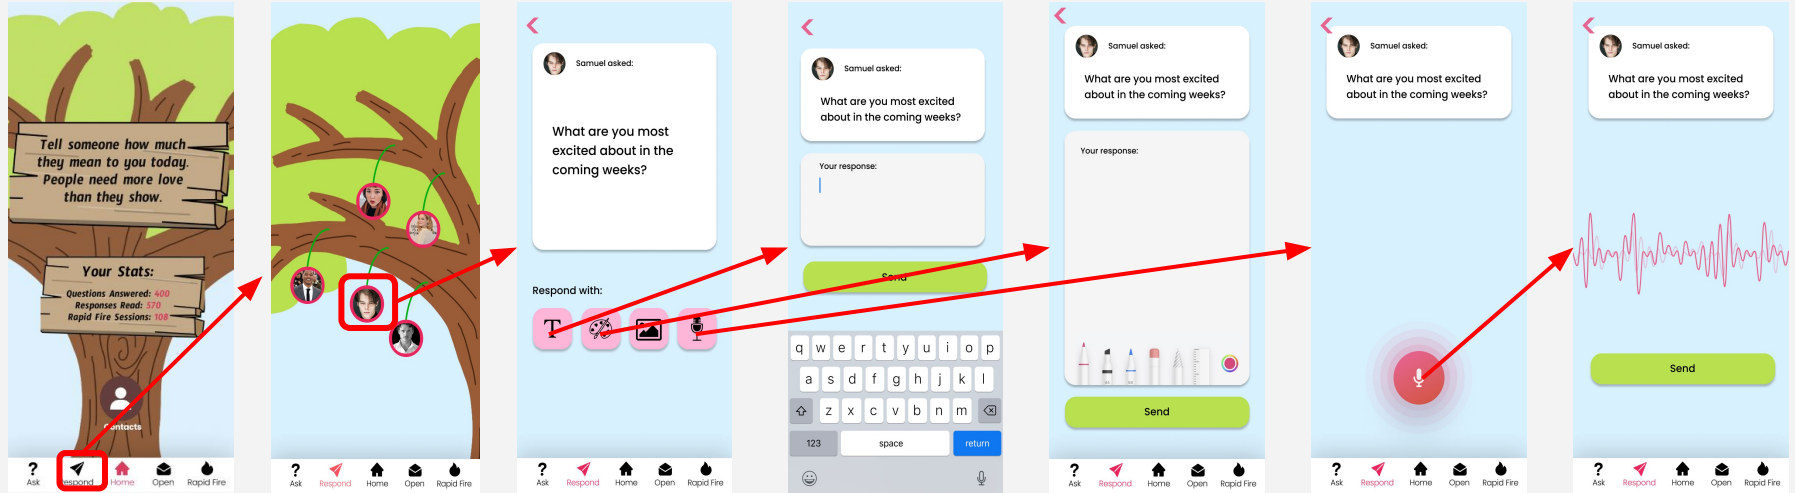 Tell someone how much
they mean to you today.
People need more love
than they show.
Your Stats:
Questions Answered: 400
Responses Read: 570
Rapid Fire Sessions: 108
Contacts
?
Ask
Respond
Home
Open
Rapid Fire
?
Ask
Respond
Home
Open
Rapid Fire
Samuel asked:
What are you most
excited about in the
coming weeks?
Respond with:
T
?
Ask
Respond
Home
Open
Rapid Fire
Samuel asked:
What are you most excited
about in the coming weeks?
Your response:
Send
q w e r t y u i o p
a s d f g h j k l
z x c v b n m
123 space return
Samuel asked:
What are you most excited
about in the coming weeks?
Your response:
Send
?
Ask
Respond
Home
Open
Rapid Fire
Samuel asked:
What are you most excited
about in the coming weeks?
?
Ask
Respond
Home
Open
Rapid Fire
Samuel asked:
What are you most excited
about in the coming weeks?
Send
?
Ask
Respond
Home
Open
Rapid Fire